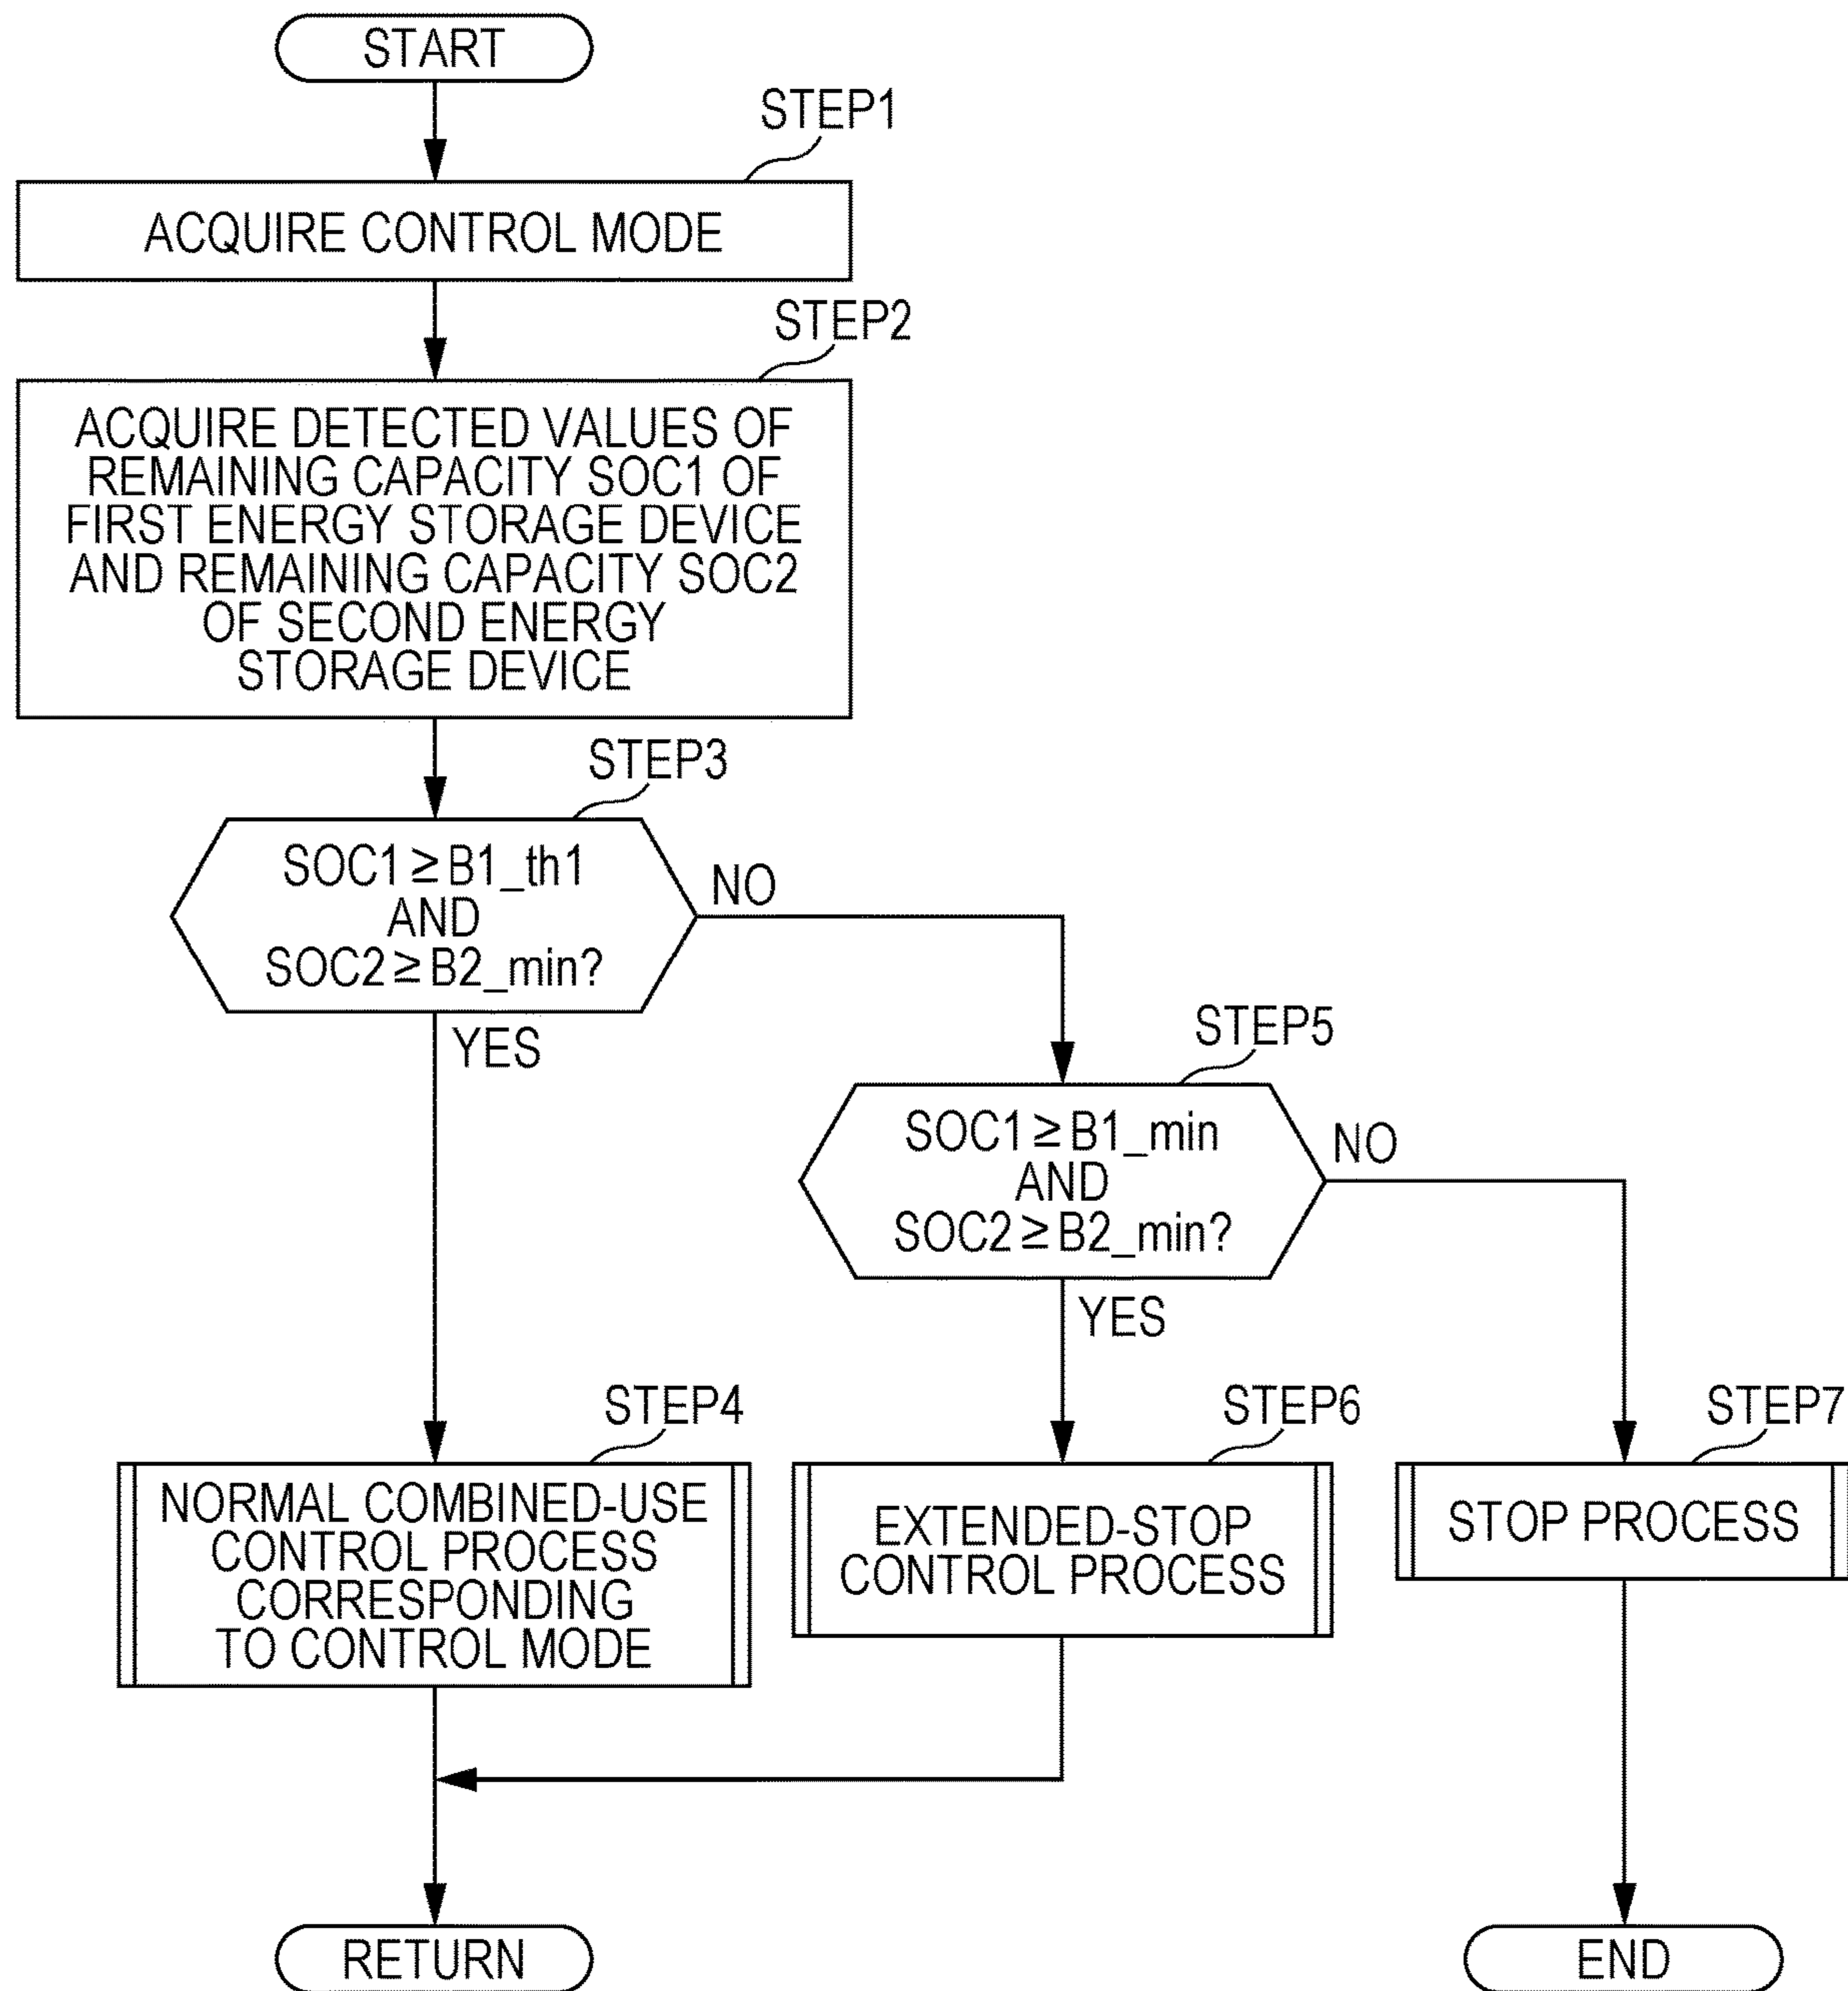 START
STEP1
ACQUIRE CONTROL MODE
STEP2
ACQUIRE DETECTED VALUES OF
REMAINING CAPACITY SOC1 OF
FIRST ENERGY STORAGE DEVICE
AND REMAINING CAPACITY SOC2
OF SECOND ENERGY
STORAGE DEVICE
STEP3
SOC1 ≥ B1_th1
AND
SOC2 ≥ B2_min?
NO
YES
STEP5
SOC1 ≥ B1_min
AND
SOC2 ≥ B2_min?
NO
YES
STEP4
NORMAL COMBINED-USE
CONTROL PROCESS
CORRESPONDING
TO CONTROL MODE
STEP6
EXTENDED-STOP
CONTROL PROCESS
STEP7
STOP PROCESS
RETURN
END